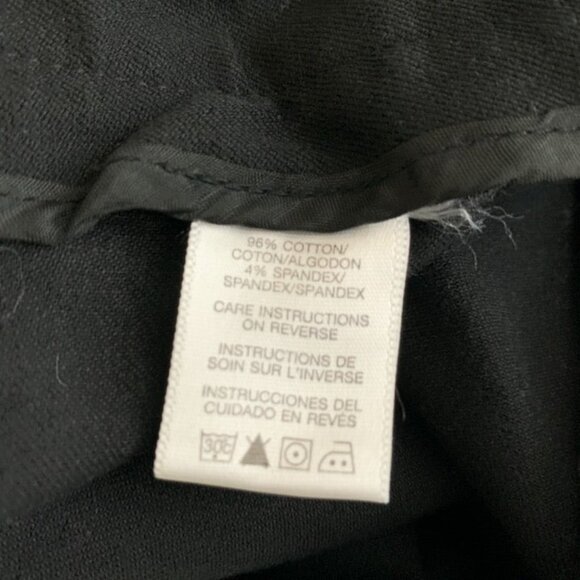 96% COTTON/
COTON/ALGODON
4% SPANDEX/
SPANDEX/SPANDEX
CARE INSTRUCTIONS
ON REVERSE
INSTRUCTIONS DE
SOIN SUR L'INVERSE
INSTRUCCIONES DEL
CUIDADO EN REVÉS
30C